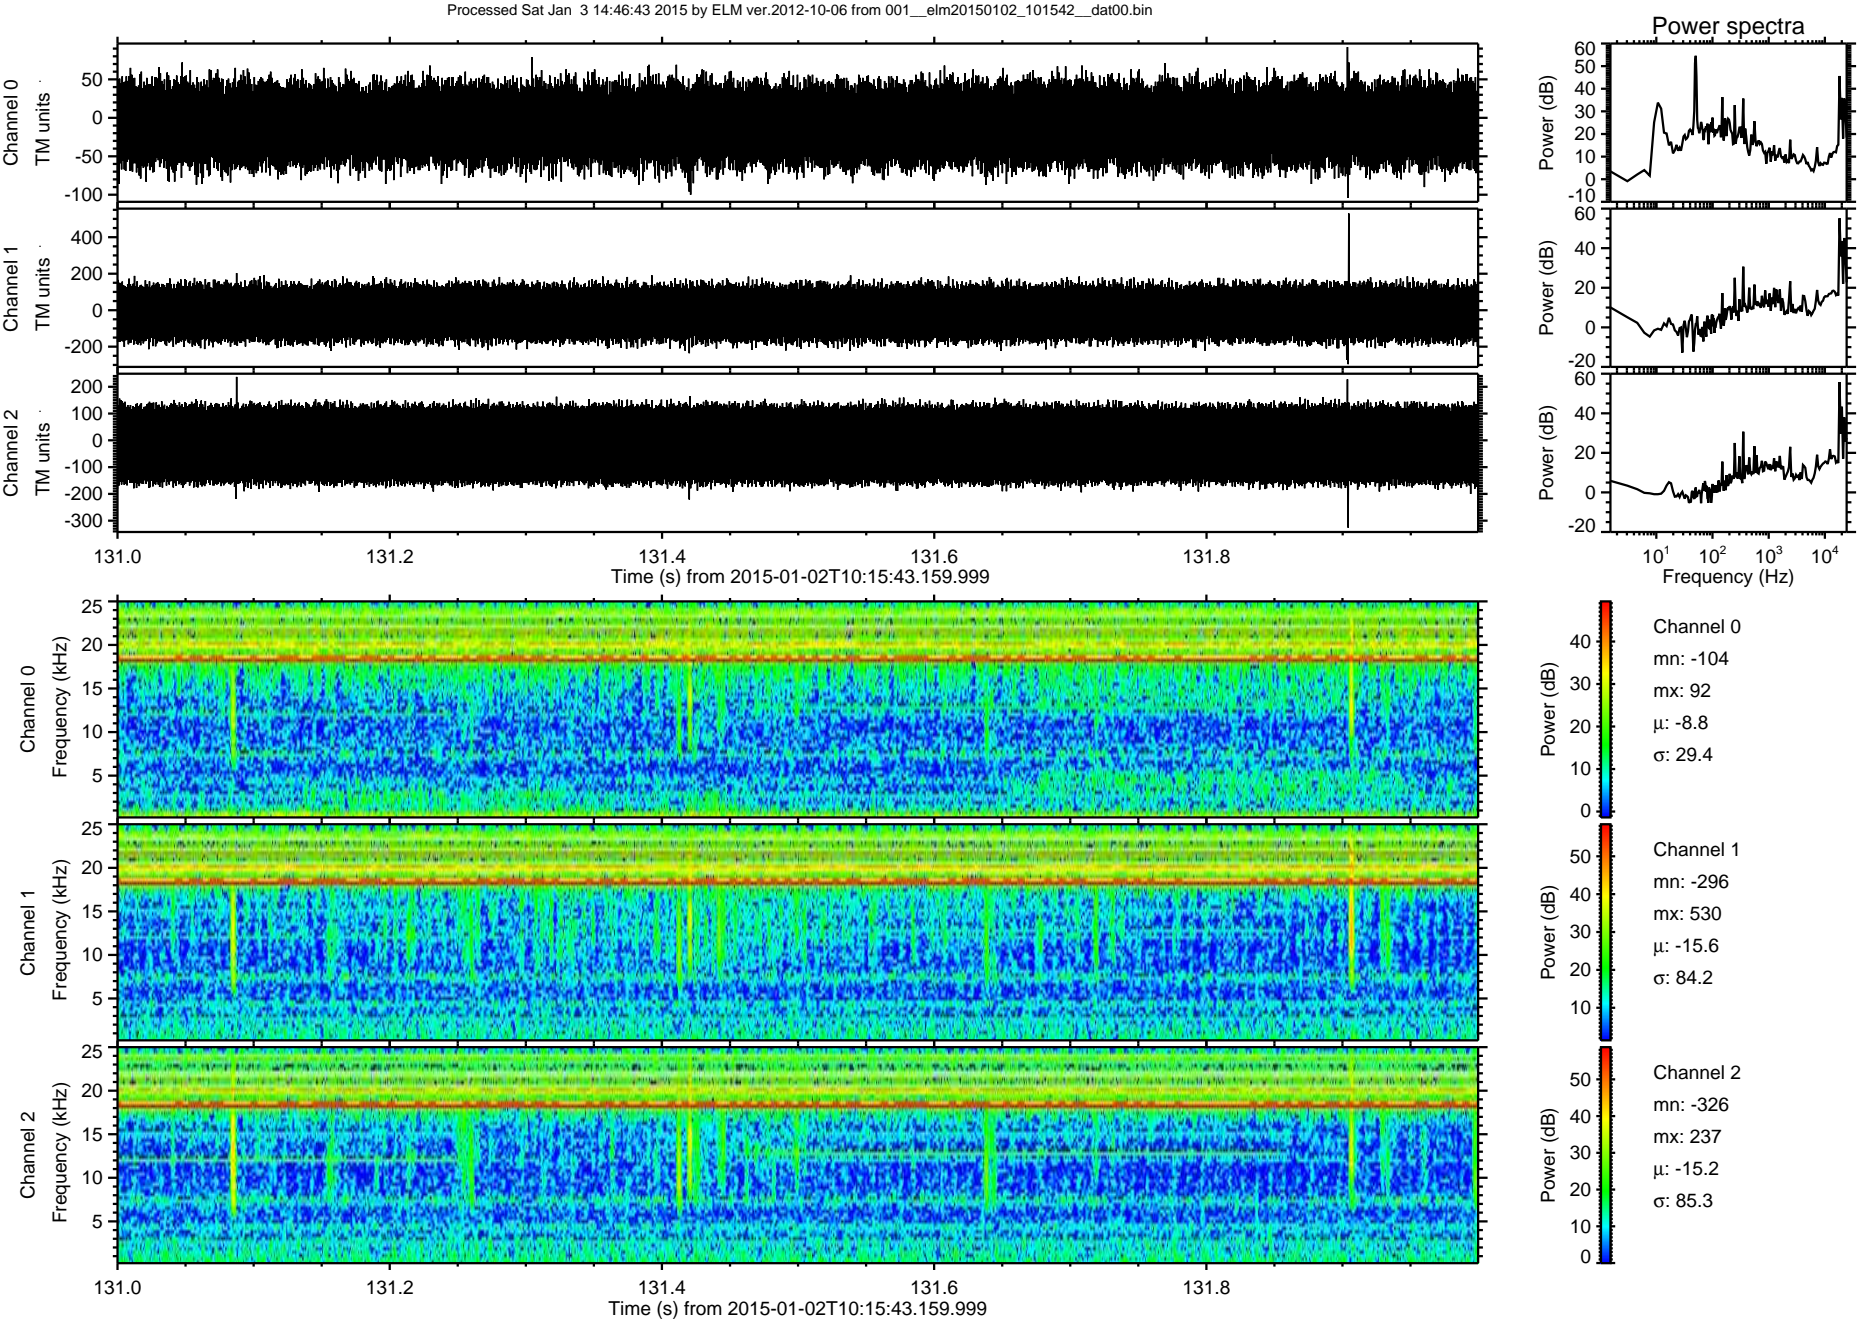 Processed Sat Jan  3 14:46:43 2015 by ELM ver.2012-10-06 from 001__elm20150102_101542__dat00.bin
Power spectra
Channel 0
TM units
50
0
-50
-100
Power (dB)
60
50
40
30
20
10
0
-10
Channel 1
TM units
400
200
0
-200
Power (dB)
60
40
20
0
-20
Channel 2
TM units
200
100
0
-100
-200
-300
Power (dB)
60
40
20
0
-20
131.0 131.2 131.4 131.6 131.8
Time (s) from 2015-01-02T10:15:43.159.999
10¹ 10² 10³ 10⁴
Frequency (Hz)
Channel 0
Frequency (kHz)
25
20
15
10
5
Power (dB)
40
30
20
10
0
Channel 0
mn: -104
mx: 92
μ: -8.8
σ: 29.4
Channel 1
Frequency (kHz)
25
20
15
10
5
Power (dB)
50
40
30
20
10
Channel 1
mn: -296
mx: 530
μ: -15.6
σ: 84.2
Channel 2
Frequency (kHz)
25
20
15
10
5
Power (dB)
50
40
30
20
10
0
Channel 2
mn: -326
mx: 237
μ: -15.2
σ: 85.3
131.0 131.2 131.4 131.6 131.8
Time (s) from 2015-01-02T10:15:43.159.999